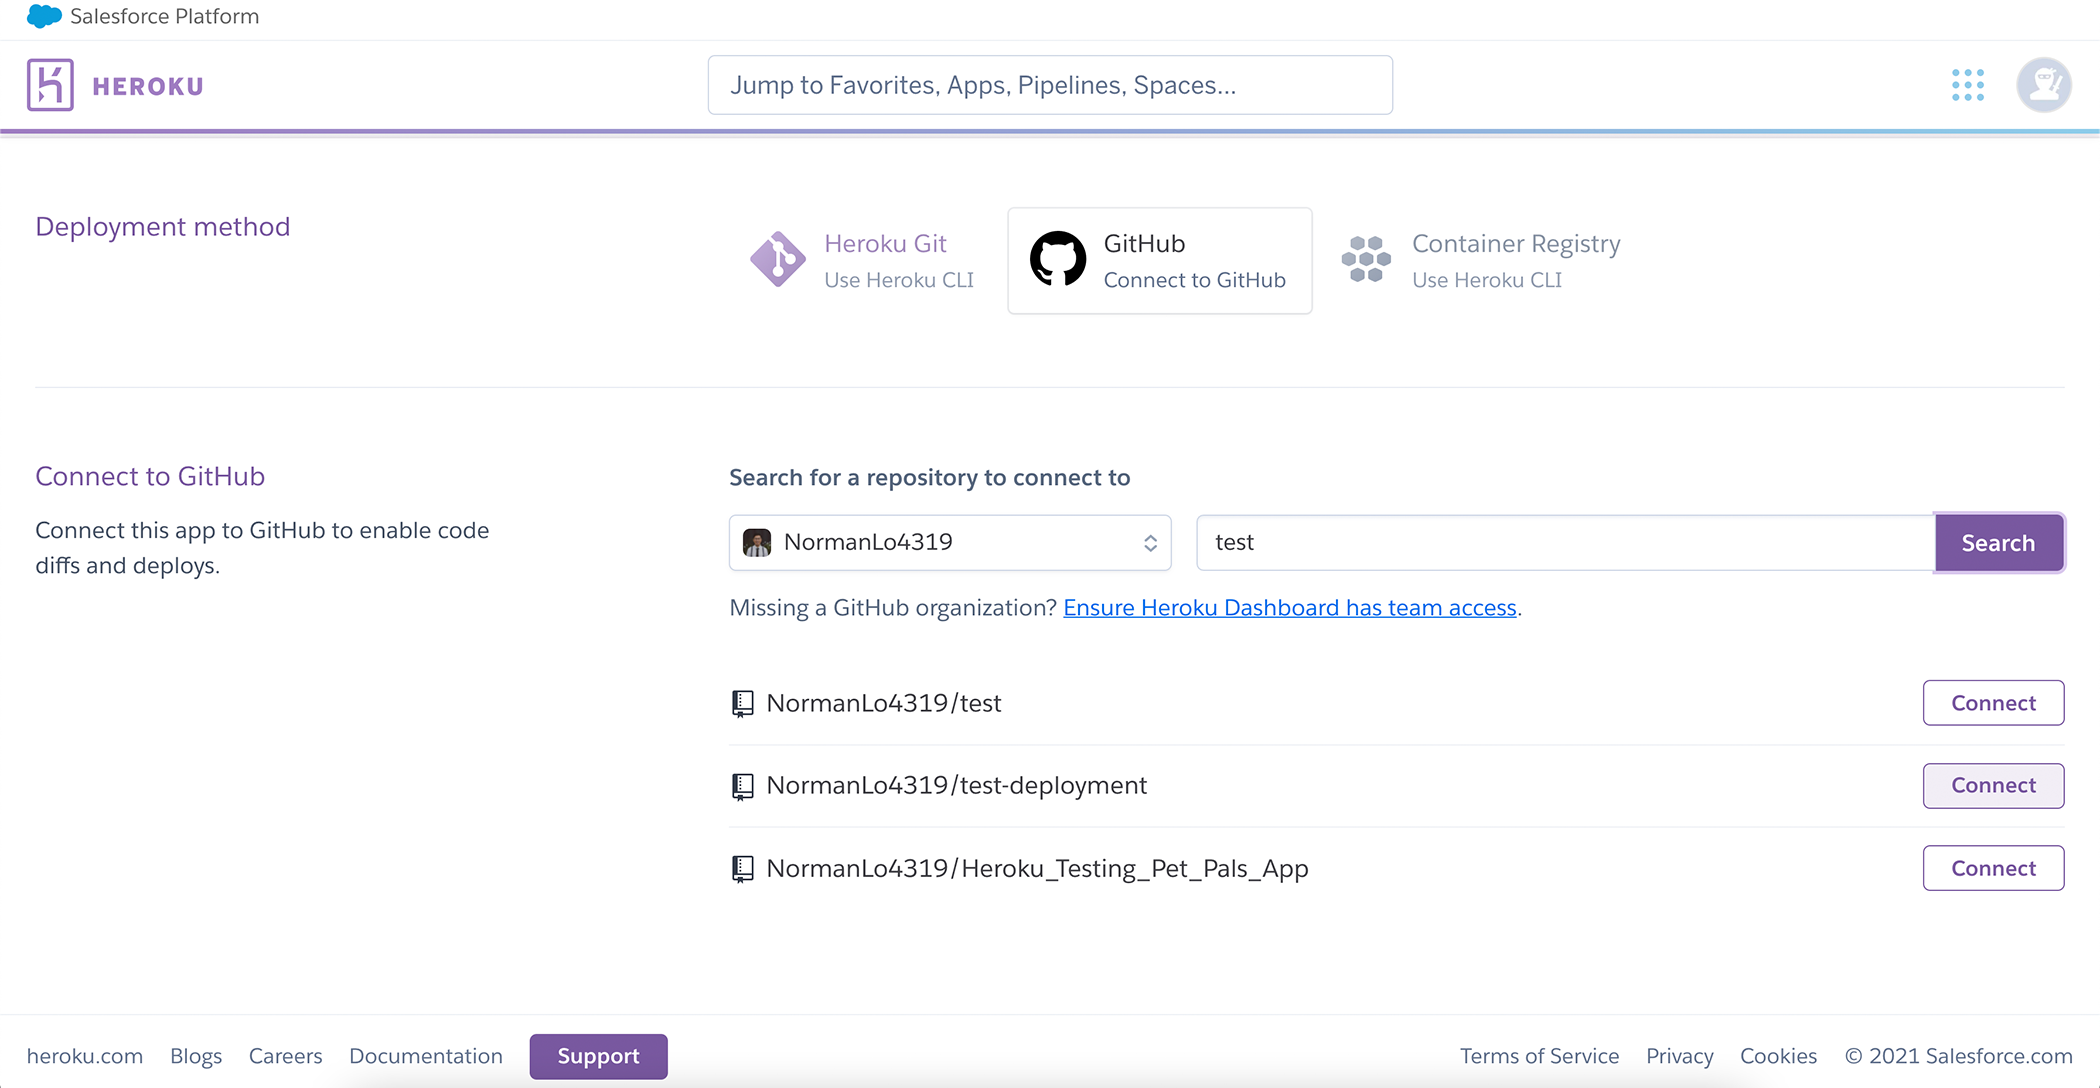 Salesforce Platform
HEROKU
Jump to Favorites, Apps, Pipelines, Spaces...
Deployment method
Heroku Git
Use Heroku CLI
GitHub
Connect to GitHub
Container Registry
Use Heroku CLI
Connect to GitHub
Connect this app to GitHub to enable code
diffs and deploys.
Search for a repository to connect to
NormanLo4319
test
Search
Missing a GitHub organization? Ensure Heroku Dashboard has team access.
NormanLo4319/test
Connect
NormanLo4319/test-deployment
Connect
NormanLo4319/Heroku_Testing_Pet_Pals_App
Connect
heroku.com Blogs Careers Documentation Support Terms of Service Privacy Cookies © 2021 Salesforce.com